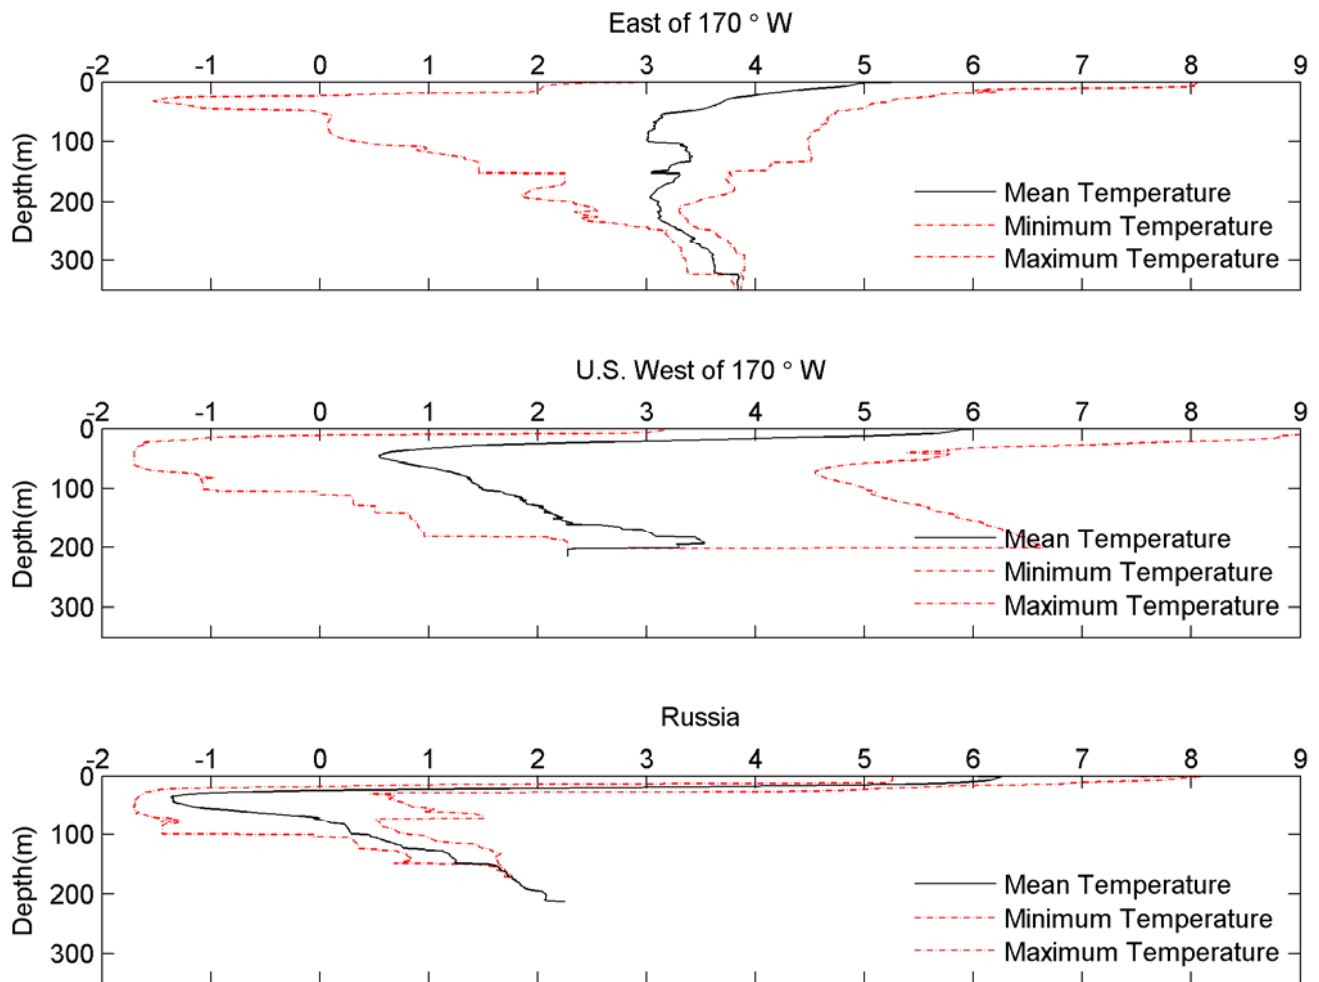 East of 170 ° W
-2 -1 0 1 2 3 4 5 6 7 8 9
0
100
200
300
Depth(m)
Mean Temperature
Minimum Temperature
Maximum Temperature
U.S. West of 170 ° W
-2 -1 0 1 2 3 4 5 6 7 8 9
0
100
200
300
Depth(m)
Mean Temperature
Minimum Temperature
Maximum Temperature
Russia
-2 -1 0 1 2 3 4 5 6 7 8 9
0
100
200
300
Depth(m)
Mean Temperature
Minimum Temperature
Maximum Temperature